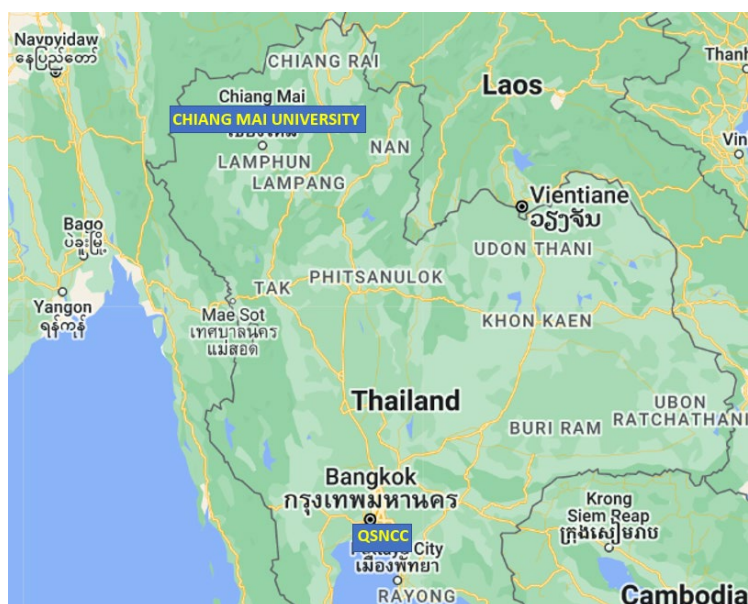 Naypyidaw
နေပြည်တော်
CHIANG RAI
Laos
Thanh
Chiang Mai
CHIANG MAI UNIVERSITY
NAN
Vin
LAMPHUN
LAMPANG
Vientiane
ວຽງຈັນ
Bago
ပဲခူးမြို့
UDON THANI
TAK
PHITSANULOK
Yangon
ရန်ကုန်
Mae Sot
เทศบาลนคร
แม่สอด
KHON KAEN
Thailand
UBON
RATCHATHANI
BURI RAM
Bangkok
กรุงเทพมหานคร
QSNCC
City
เมืองพัทยา
RAYONG
Krong
Siem Reap
ក្រុងសៀមរាប
Cambodia